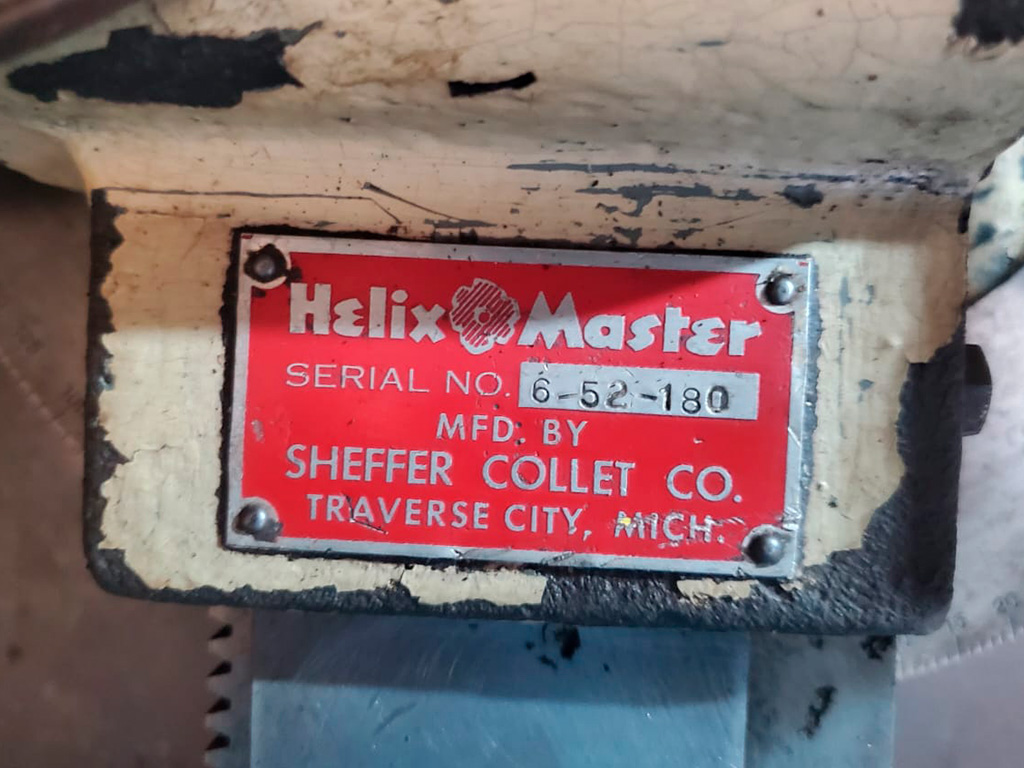 Helix Master
SERIAL NO. 6-52-180
MFD. BY
SHEFFER COLLET CO.
TRAVERSE CITY, MICH.